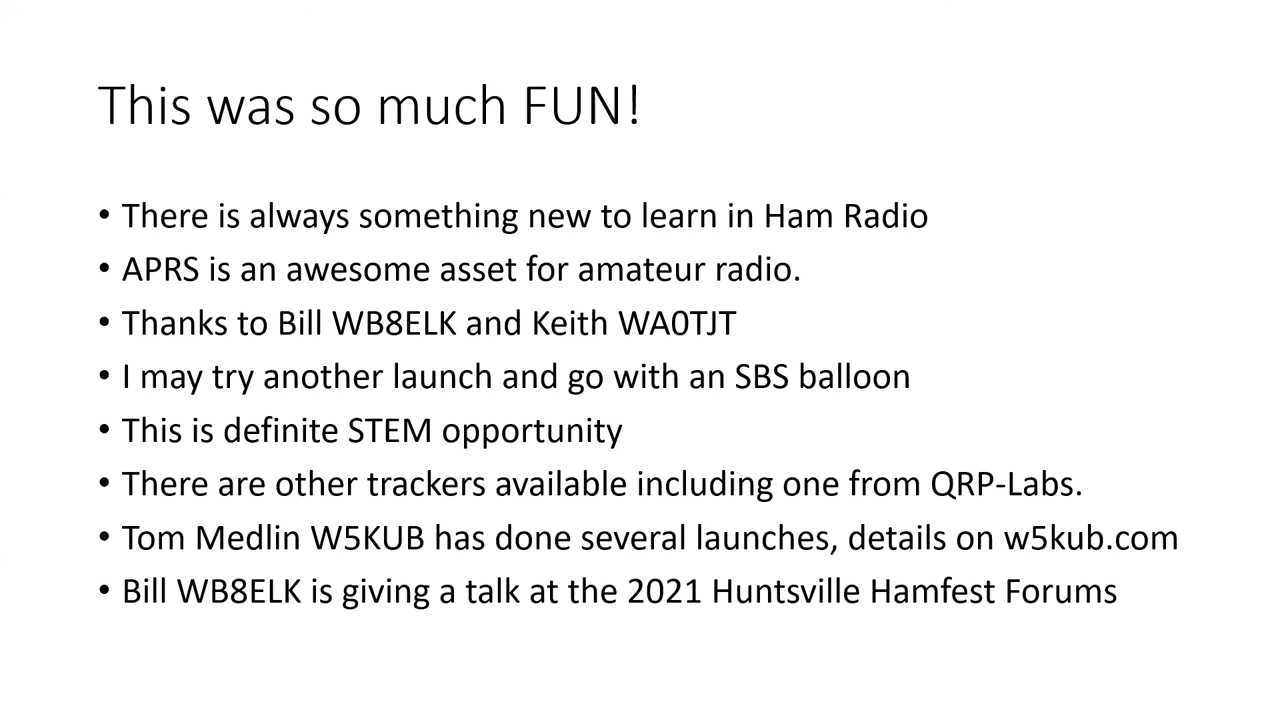 This was so much FUN!
• There is always something new to learn in Ham Radio
• APRS is an awesome asset for amateur radio.
• Thanks to Bill WB8ELK and Keith WA0TJT
• I may try another launch and go with an SBS balloon
• This is definite STEM opportunity
• There are other trackers available including one from QRP-Labs.
• Tom Medlin W5KUB has done several launches, details on w5kub.com
• Bill WB8ELK is giving a talk at the 2021 Huntsville Hamfest Forums